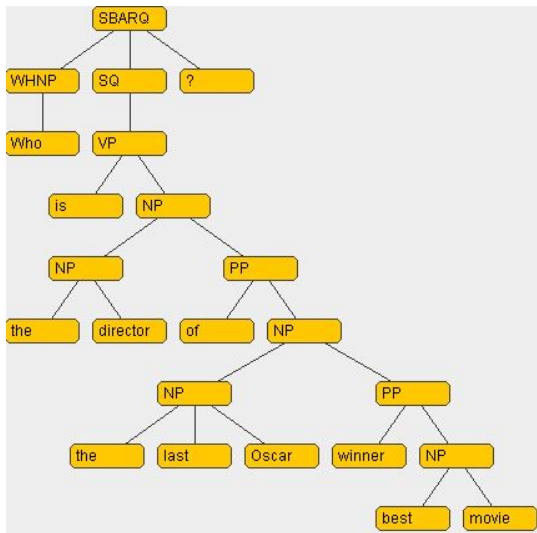 SBARQ
WHNP SQ ?
Who VP
is NP
NP PP
the director of NP
NP PP
the last Oscar winner NP
best movie